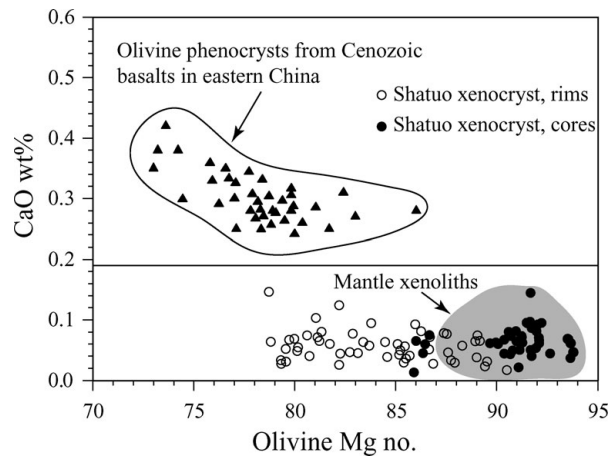 0.6
Olivine phenocrysts from Cenozoic
basalts in eastern China
0.5
○ Shatuo xenocryst, rims
● Shatuo xenocryst, cores
0.4
CaO wt%
0.3
0.2
Mantle xenoliths
0.1
0.0
70 75 80 85 90 95
Olivine Mg no.